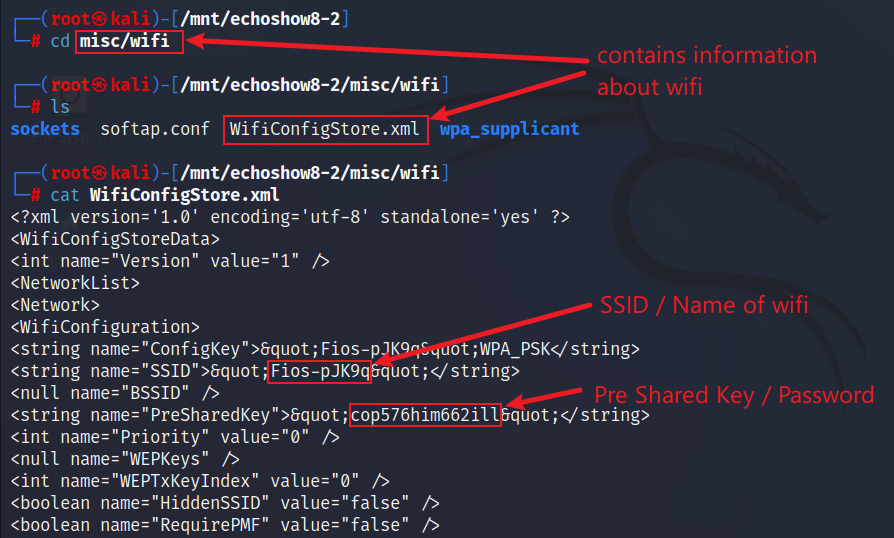 ┌──(root㉿kali)-[/mnt/echoshow8-2]
└─# cd misc/wifi
contains information
about wifi
┌──(root㉿kali)-[/mnt/echoshow8-2/misc/wifi]
└─# ls
sockets softap.conf WifiConfigStore.xml wpa_supplicant
┌──(root㉿kali)-[/mnt/echoshow8-2/misc/wifi]
└─# cat WifiConfigStore.xml
<?xml version='1.0' encoding='utf-8' standalone='yes' ?>
<WifiConfigStoreData>
<int name="Version" value="1" />
<NetworkList>
<Network>
SSID / Name of wifi
<WifiConfiguration>
<string name="ConfigKey">&quot;Fios-pJK9q&quot;WPA_PSK</string>
<string name="SSID">&quot;Fios-pJK9q&quot;</string>
<null name="BSSID" />
Pre Shared Key / Password
<string name="PreSharedKey">&quot;cop576him662ill&quot;</string>
<int name="Priority" value="0" />
<null name="WEPKeys" />
<int name="WEPTxKeyIndex" value="0" />
<boolean name="HiddenSSID" value="false" />
<boolean name="RequirePMF" value="false" />